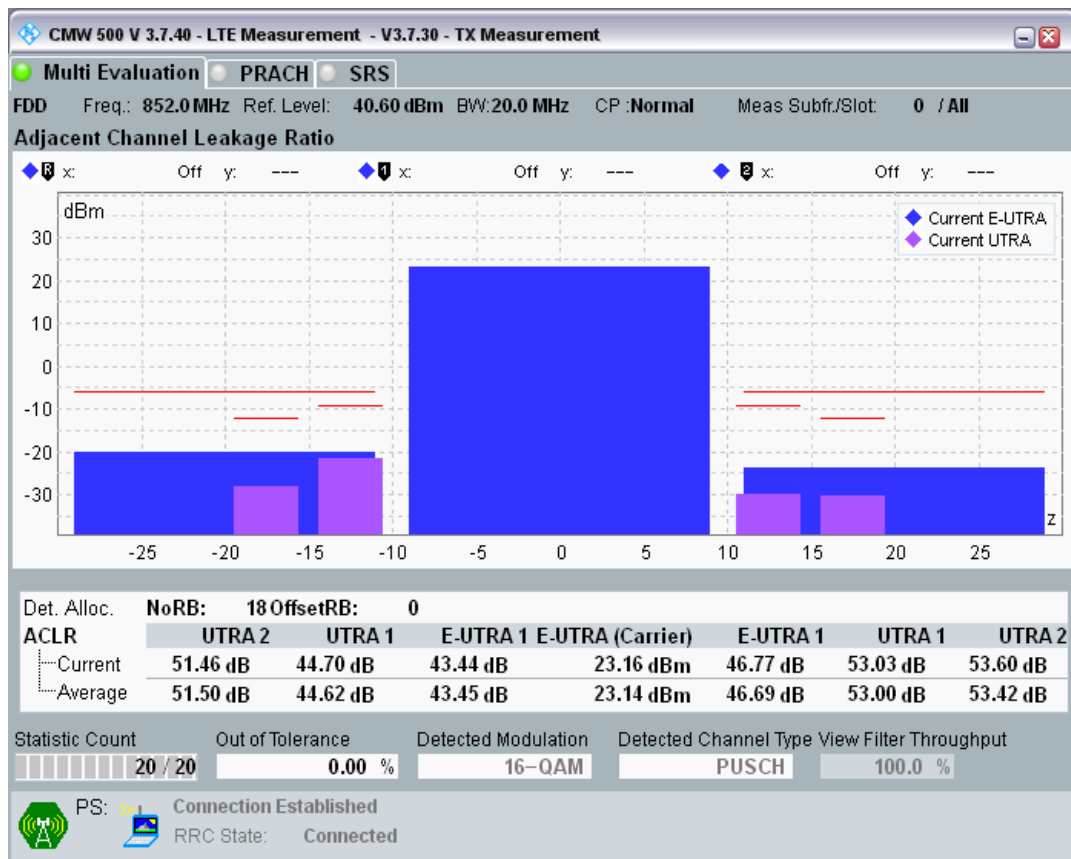 CMW 500 V 3.7.40 - LTE Measurement - V3.7.30 - TX Measurement
Multi Evaluation PRACH SRS
FDD Freq.: 852.0 MHz Ref. Level: 40.60 dBm BW:20.0 MHz CP :Normal Meas Subfr./Slot: 0 / All
Adjacent Channel Leakage Ratio
R x: Off y: --- 1 x: Off y: --- 2 x: Off y: ---
dBm
Current E-UTRA
Current UTRA
30
20
10
0
-10
-20
-30
z
-25 -20 -15 -10 -5 0 5 10 15 20 25
Det. Alloc. NoRB: 18 OffsetRB: 0
ACLR UTRA 2 UTRA 1 E-UTRA 1 E-UTRA (Carrier) E-UTRA 1 UTRA 1 UTRA 2
Current 51.46 dB 44.70 dB 43.44 dB 23.16 dBm 46.77 dB 53.03 dB 53.60 dB
Average 51.50 dB 44.62 dB 43.45 dB 23.14 dBm 46.69 dB 53.00 dB 53.42 dB
Statistic Count Out of Tolerance Detected Modulation Detected Channel Type View Filter Throughput
20 / 20 0.00 % 16-QAM PUSCH 100.0 %
PS: Connection Established
RRC State: Connected